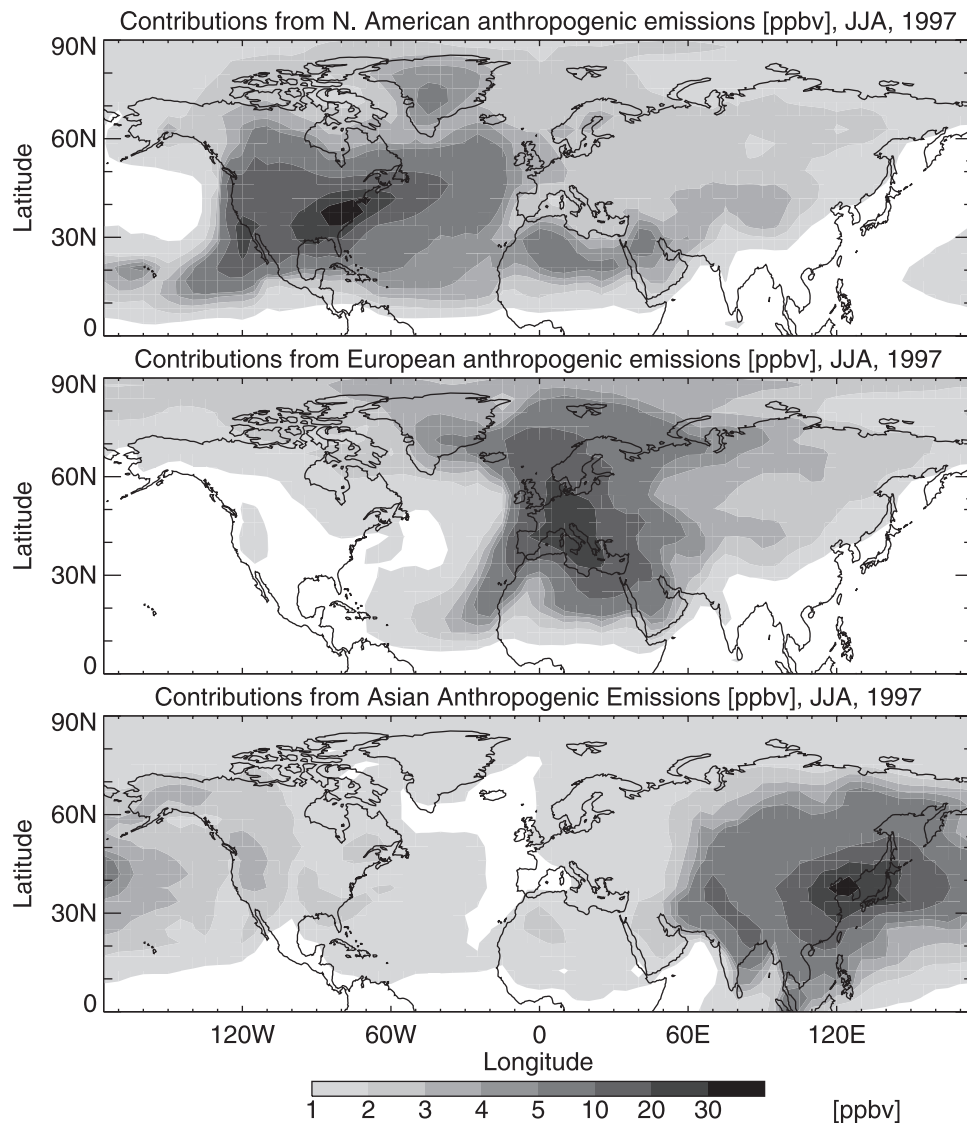 Contributions from N. American anthropogenic emissions [ppbv], JJA, 1997
90N
60N
30N
0
Latitude
Contributions from European anthropogenic emissions [ppbv], JJA, 1997
90N
60N
30N
0
Latitude
Contributions from Asian Anthropogenic Emissions [ppbv], JJA, 1997
90N
60N
30N
0
Latitude
120W 60W 0 60E 120E
Longitude
1 2 3 4 5 10 20 30 [ppbv]